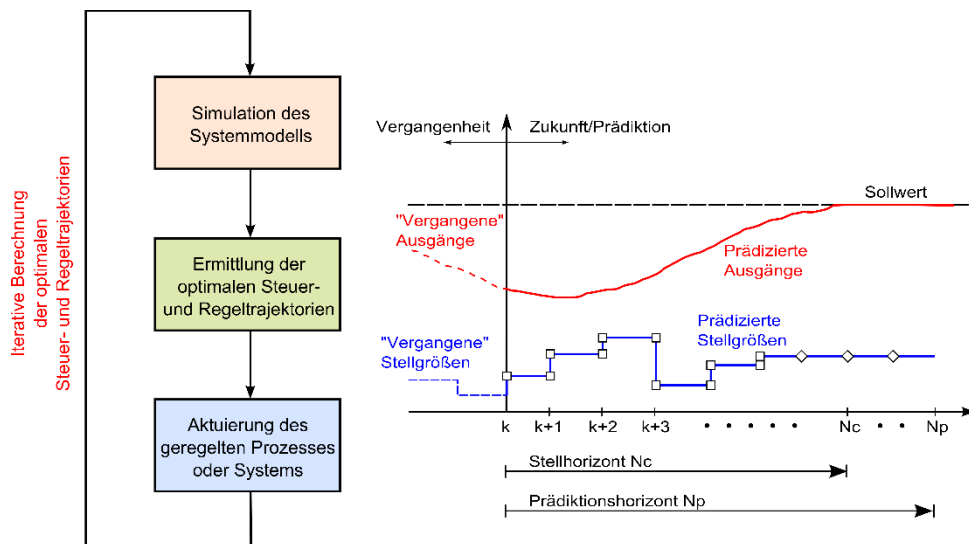 Iterative Berechnung
der optimalen
Steuer- und Regeltrajektorien
Simulation des
Systemmodells
Ermittlung der
optimalen Steuer-
und Regeltrajektorien
Aktuierung des
geregelten Prozesses
oder Systems
Vergangenheit
Zukunft/Prädiktion
Sollwert
"Vergangene"
Ausgänge
Prädizierte
Ausgänge
"Vergangene"
Stellgrößen
Prädizierte
Stellgrößen
k k+1 k+2 k+3 Nc Np
Stellhorizont Nc
Prädiktionshorizont Np